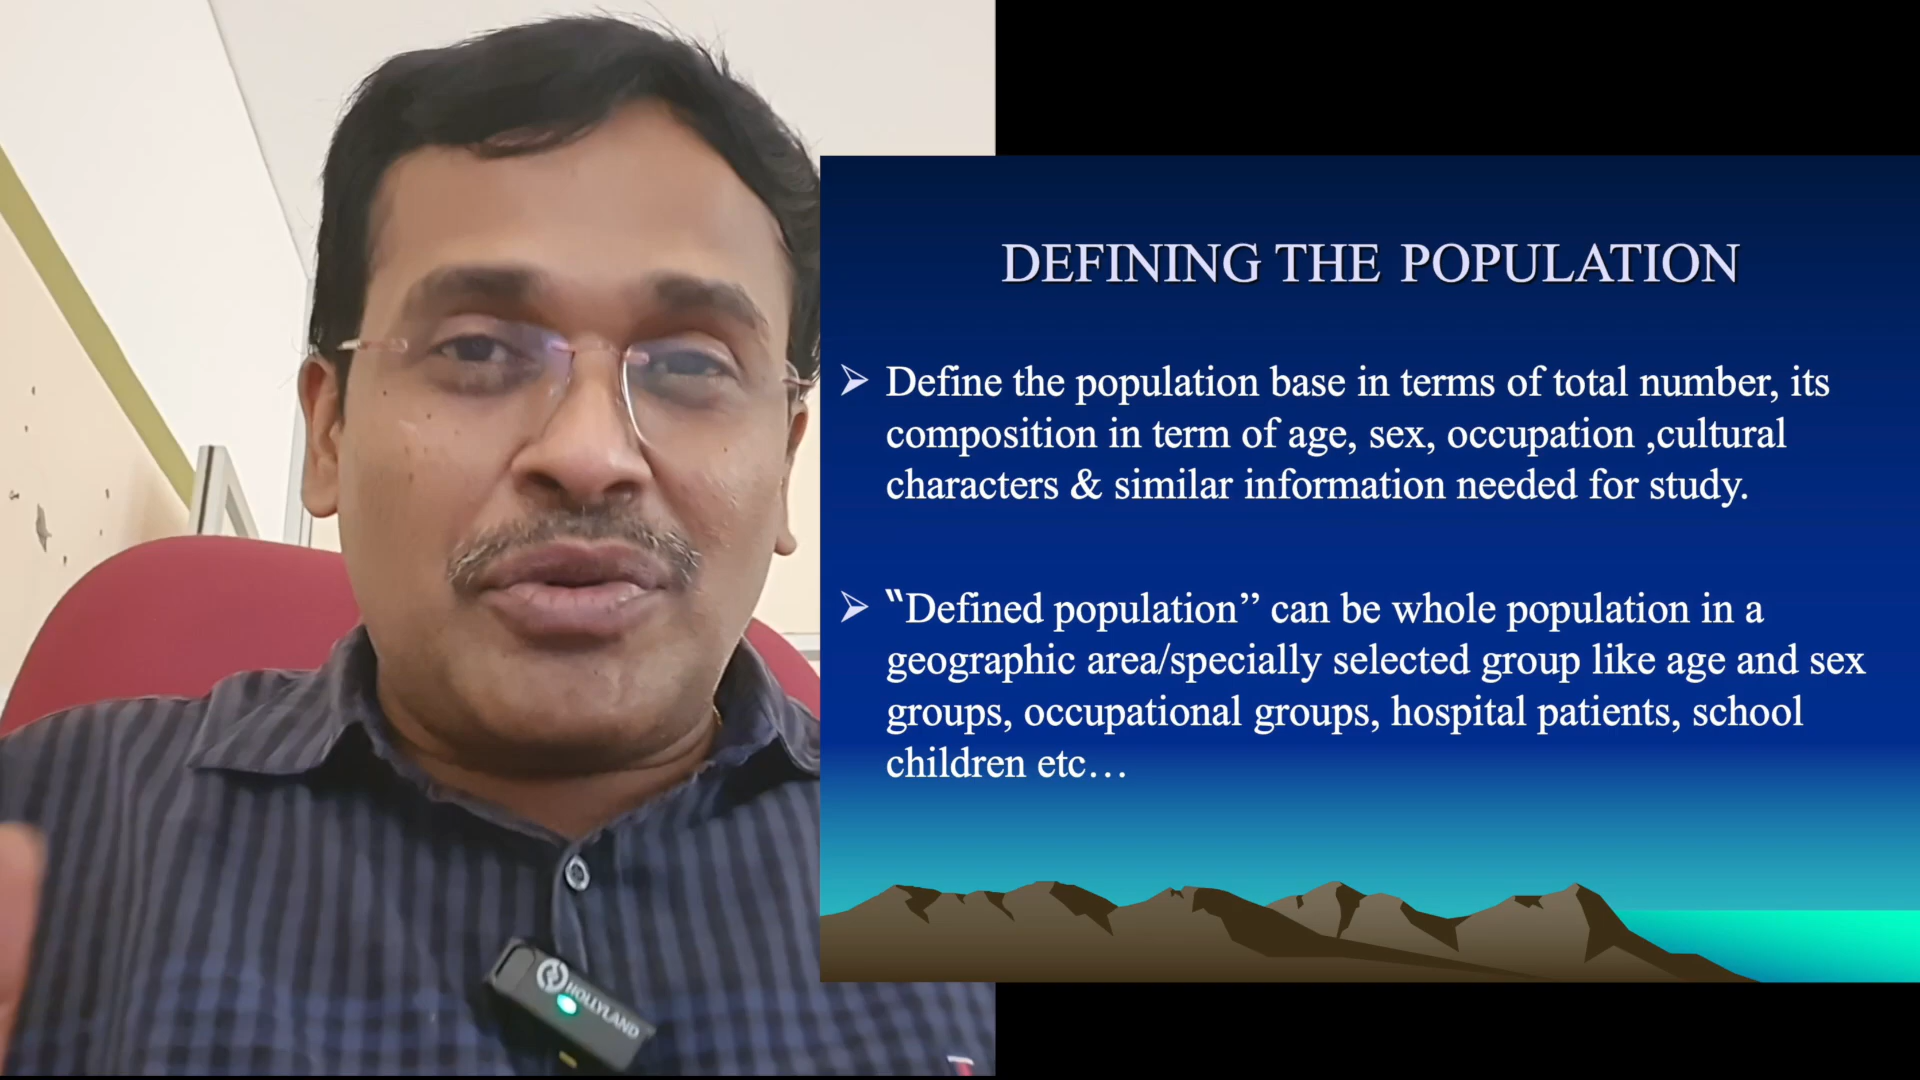 DEFINING THE POPULATION
Define the population base in terms of total number, its
composition in term of age, sex, occupation ,cultural
characters & similar information needed for study.
‟Defined population” can be whole population in a
geographic area/specially selected group like age and sex
groups, occupational groups, hospital patients, school
children etc…
HOLLYLAND